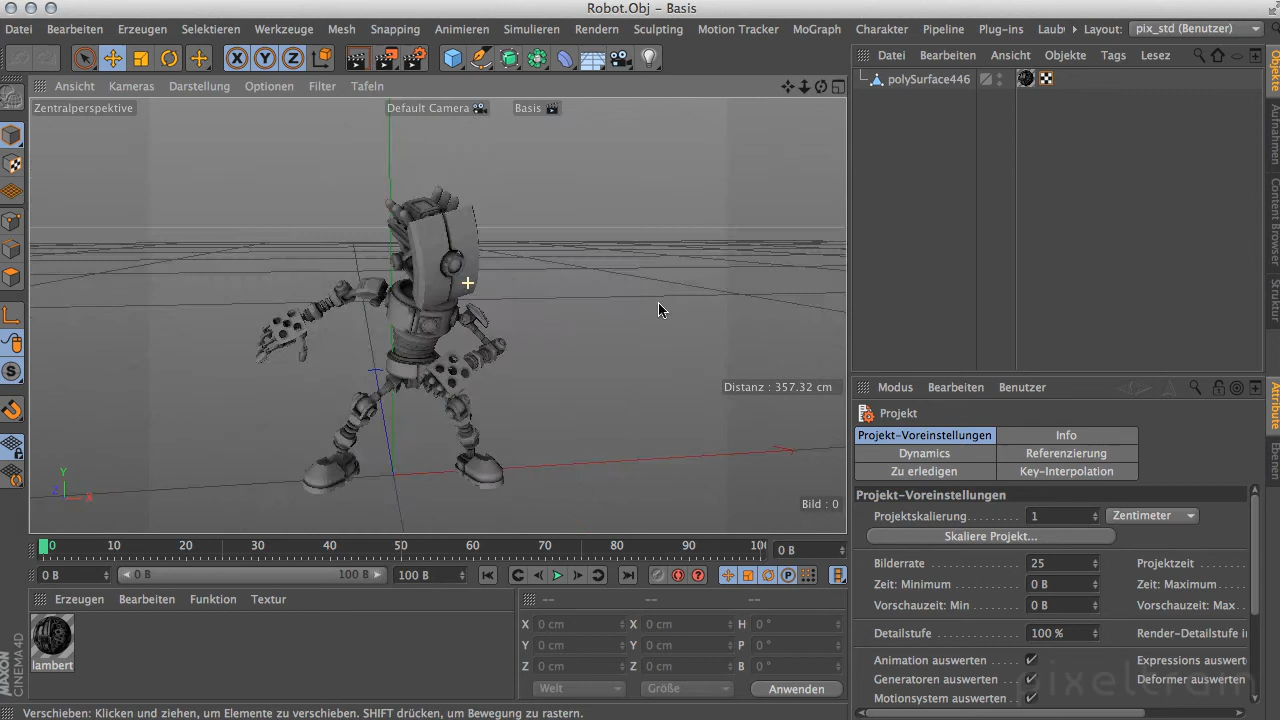 Robot.Obj - Basis
Datei Bearbeiten Erzeugen Selektieren Werkzeuge Mesh Snapping Animieren Simulieren Rendern Sculpting Motion Tracker MoGraph Charakter Pipeline Plug-ins Laub Layout: pix_std (Benutzer)
X Y Z
Datei Bearbeiten Ansicht Objekte Tags Lesez
polySurface446
Ansicht Kameras Darstellung Optionen Filter Tafeln
Zentralperspektive Default Camera Basis
Distanz : 357.32 cm
Y
Z X
Bild : 0
Objekte
Aufnahmen
Content Browser
Struktur
Modus Bearbeiten Benutzer
Projekt
Projekt-Voreinstellungen Info
Dynamics Referenzierung
Zu erledigen Key-Interpolation
Projekt-Voreinstellungen
Projektskalierung 1 Zentimeter
Skaliere Projekt...
Bilderrate 25 Projektzeit
Zeit: Minimum 0 B Zeit: Maximum
Vorschauzeit: Min 0 B Vorschauzeit: Max
Detailstufe 100 % Render-Detailstufe i
Animation auswerten Expressions auswert
Generatoren auswerten Deformer auswerten
Motionsystem auswerten
Attribute
Ebenen
0 10 20 30 40 50 60 70 80 90 10 0 B
0 B 0 B 100 B 100 B
Erzeugen Bearbeiten Funktion Textur
lambert
-- -- --
X 0 cm X 0 cm H 0 °
Y 0 cm Y 0 cm P 0 °
Z 0 cm Z 0 cm B 0 °
Welt Größe Anwenden
MAXON CINEMA 4D
pixeltrain
Verschieben: Klicken und ziehen, um Elemente zu verschieben. SHIFT drücken, um Bewegung zu rastern.